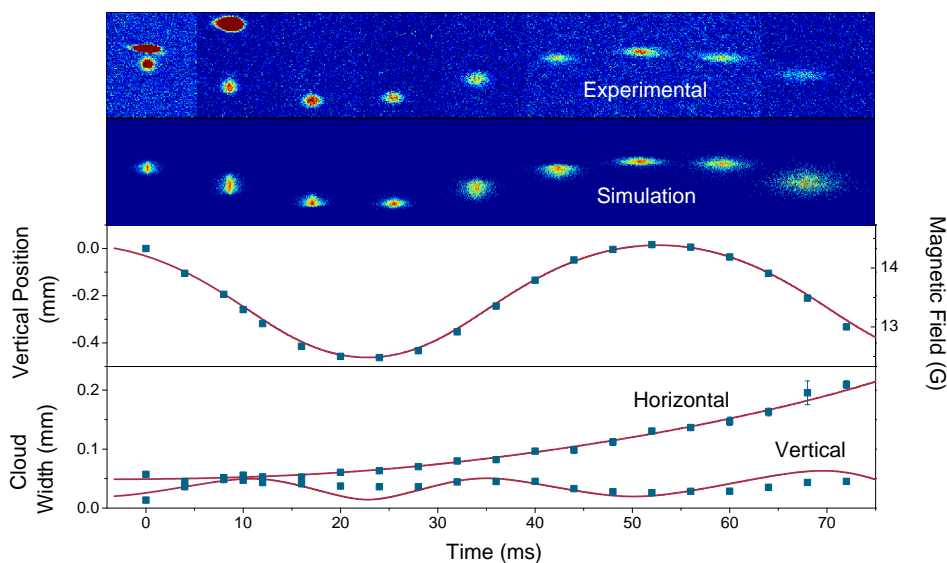 Experimental
Simulation
Vertical Position
(mm)
0.0
-0.2
-0.4
Magnetic Field (G)
14
13
Cloud
Width (mm)
0.2
0.1
0.0
Horizontal
Vertical
0 10 20 30 40 50 60 70
Time (ms)